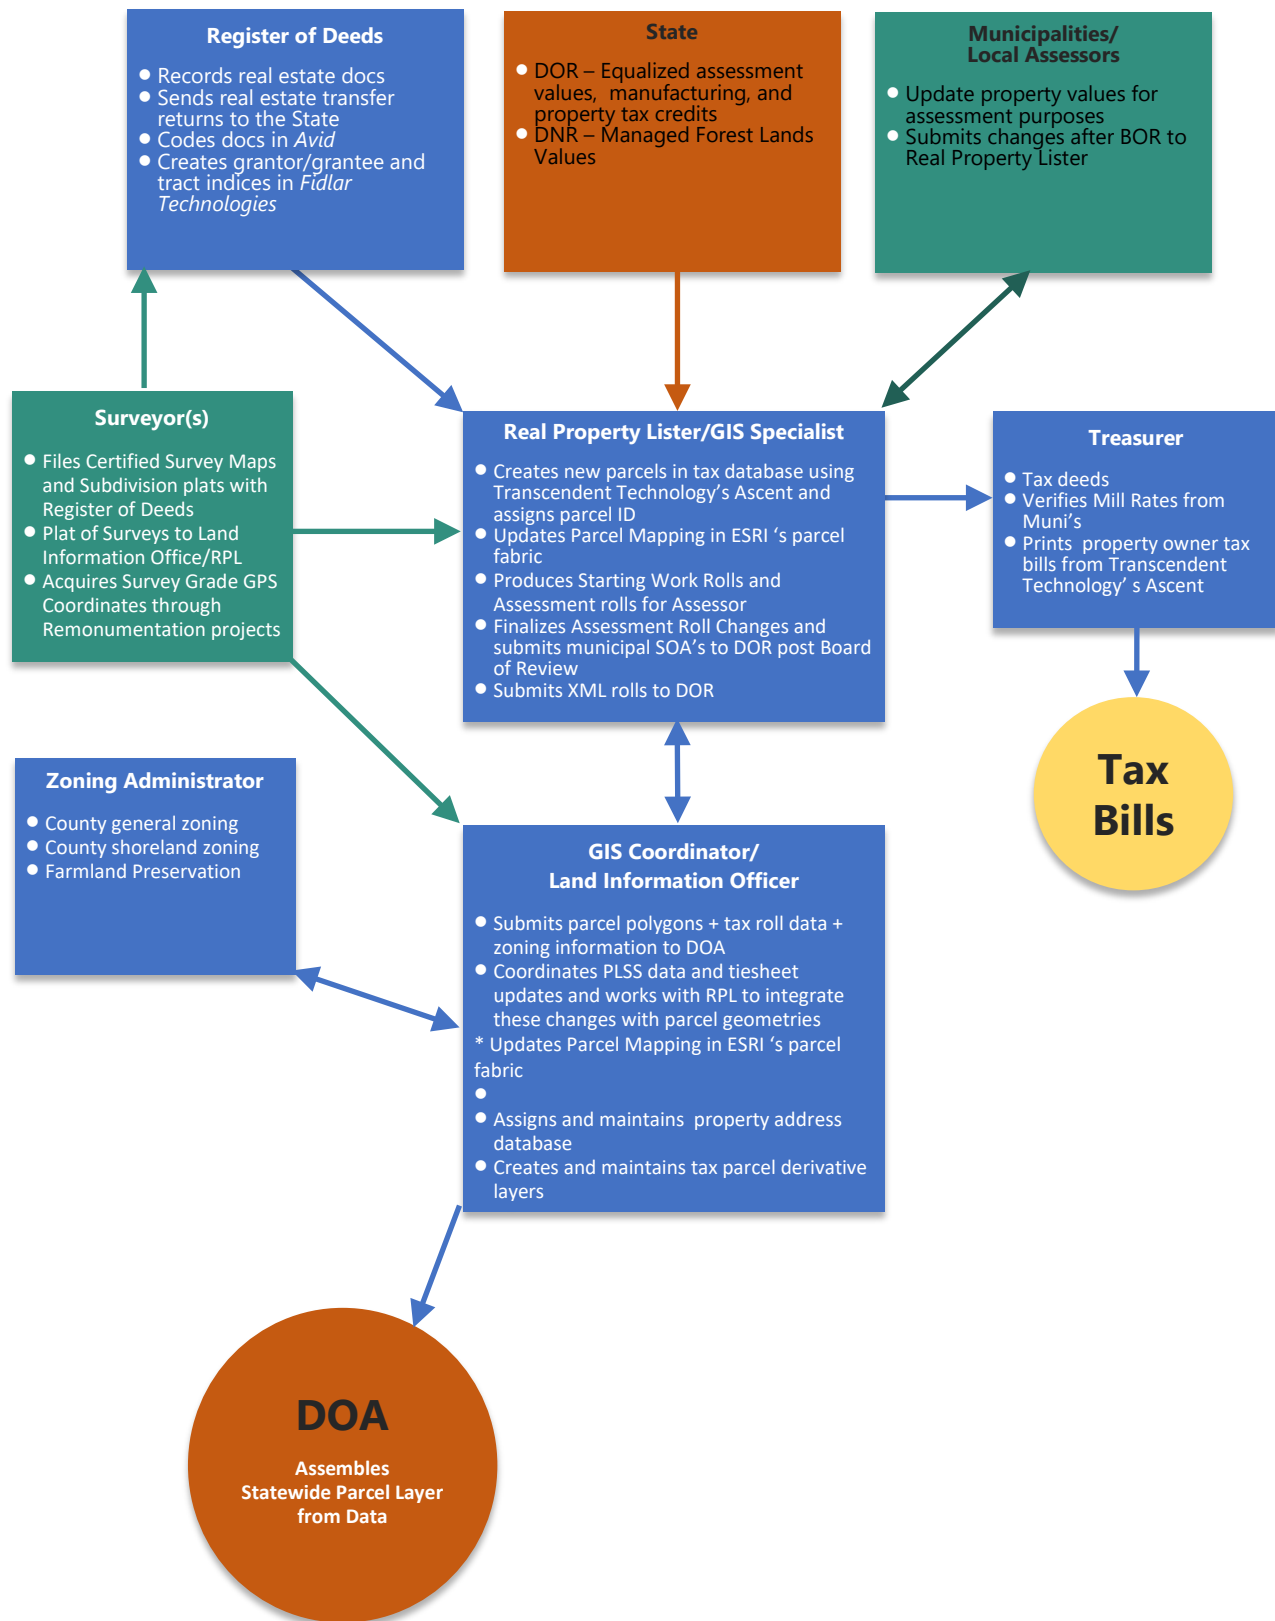 Register of Deeds
● Records real estate docs
● Sends real estate transfer
returns to the State
● Codes docs in Avid
● Creates grantor/grantee and
tract indices in Fidlar
Technologies
State
● DOR – Equalized assessment
values,  manufacturing, and
property tax credits
● DNR – Managed Forest Lands
Values
Municipalities/
Local Assessors
● Update property values for
assessment purposes
● Submits changes after BOR to
Real Property Lister
Surveyor(s)
● Files Certified Survey Maps
and Subdivision plats with
Register of Deeds
● Plat of Surveys to Land
Information Office/RPL
● Acquires Survey Grade GPS
Coordinates through
Remonumentation projects
Real Property Lister/GIS Specialist
● Creates new parcels in tax database using
Transcendent Technology’s Ascent and
assigns parcel ID
● Updates Parcel Mapping in ESRI ‘s parcel
fabric
● Produces Starting Work Rolls and
Assessment rolls for Assessor
● Finalizes Assessment Roll Changes and
submits municipal SOA’s to DOR post Board
of Review
● Submits XML rolls to DOR
Treasurer
● Tax deeds
● Verifies Mill Rates from
Muni’s
● Prints  property owner tax
bills from Transcendent
Technology’ s Ascent
Tax
Bills
Zoning Administrator
● County general zoning
● County shoreland zoning
● Farmland Preservation
GIS Coordinator/
Land Information Officer
● Submits parcel polygons + tax roll data +
zoning information to DOA
● Coordinates PLSS data and tiesheet
updates and works with RPL to integrate
these changes with parcel geometries
* Updates Parcel Mapping in ESRI ‘s parcel
fabric
●
● Assigns and maintains  property address
database
● Creates and maintains tax parcel derivative
layers
DOA
Assembles
Statewide Parcel Layer
from Data